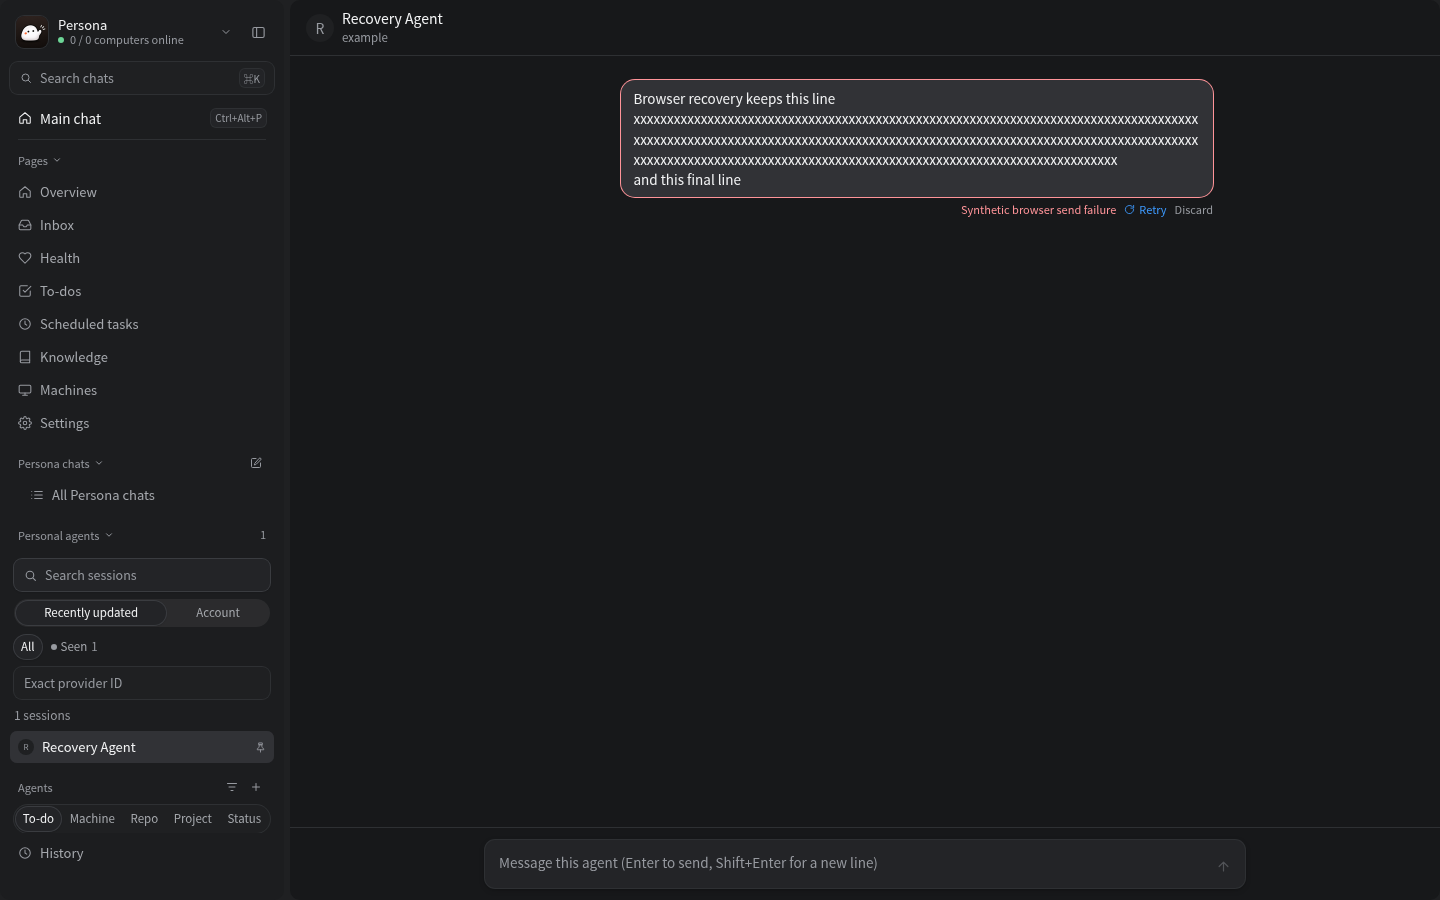 Persona
0 / 0 computers online
Search chats
⌘K
Main chat
Ctrl+Alt+P
Pages
Overview
Inbox
Health
To-dos
Scheduled tasks
Knowledge
Machines
Settings
Persona chats
All Persona chats
Personal agents
1
Search sessions
Recently updated
Account
All
Seen 1
Exact provider ID
1 sessions
R
Recovery Agent
Agents
To-do
Machine
Repo
Project
Status
History
R
Recovery Agent
example
Browser recovery keeps this line
xxxxxxxxxxxxxxxxxxxxxxxxxxxxxxxxxxxxxxxxxxxxxxxxxxxxxxxxxxxxxxxxxxxxxxxxxxxxxxxxxxxx
xxxxxxxxxxxxxxxxxxxxxxxxxxxxxxxxxxxxxxxxxxxxxxxxxxxxxxxxxxxxxxxxxxxxxxxxxxxxxxxxxxxx
xxxxxxxxxxxxxxxxxxxxxxxxxxxxxxxxxxxxxxxxxxxxxxxxxxxxxxxxxxxxxxxxxxxxxxxx
and this final line
Synthetic browser send failure
Retry
Discard
Message this agent (Enter to send, Shift+Enter for a new line)